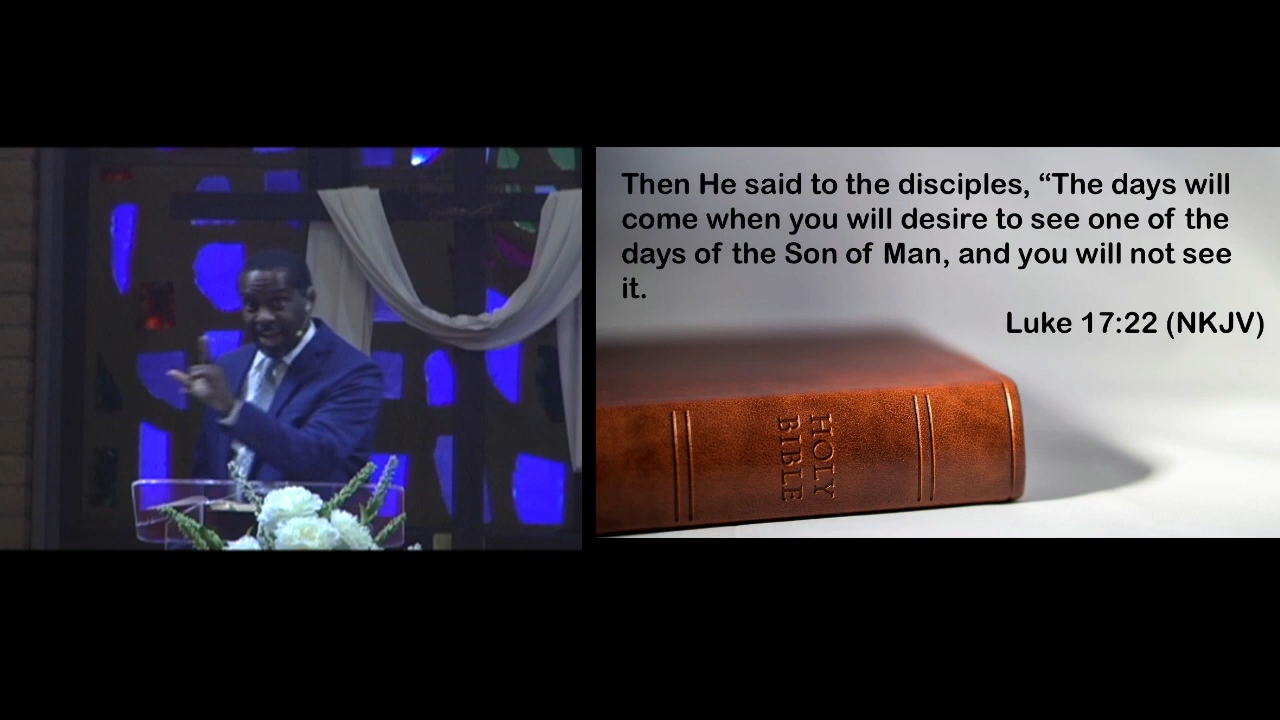 Then He said to the disciples, “The days will
come when you will desire to see one of the
days of the Son of Man, and you will not see
it.
Luke 17:22 (NKJV)
HOLY
BIBLE